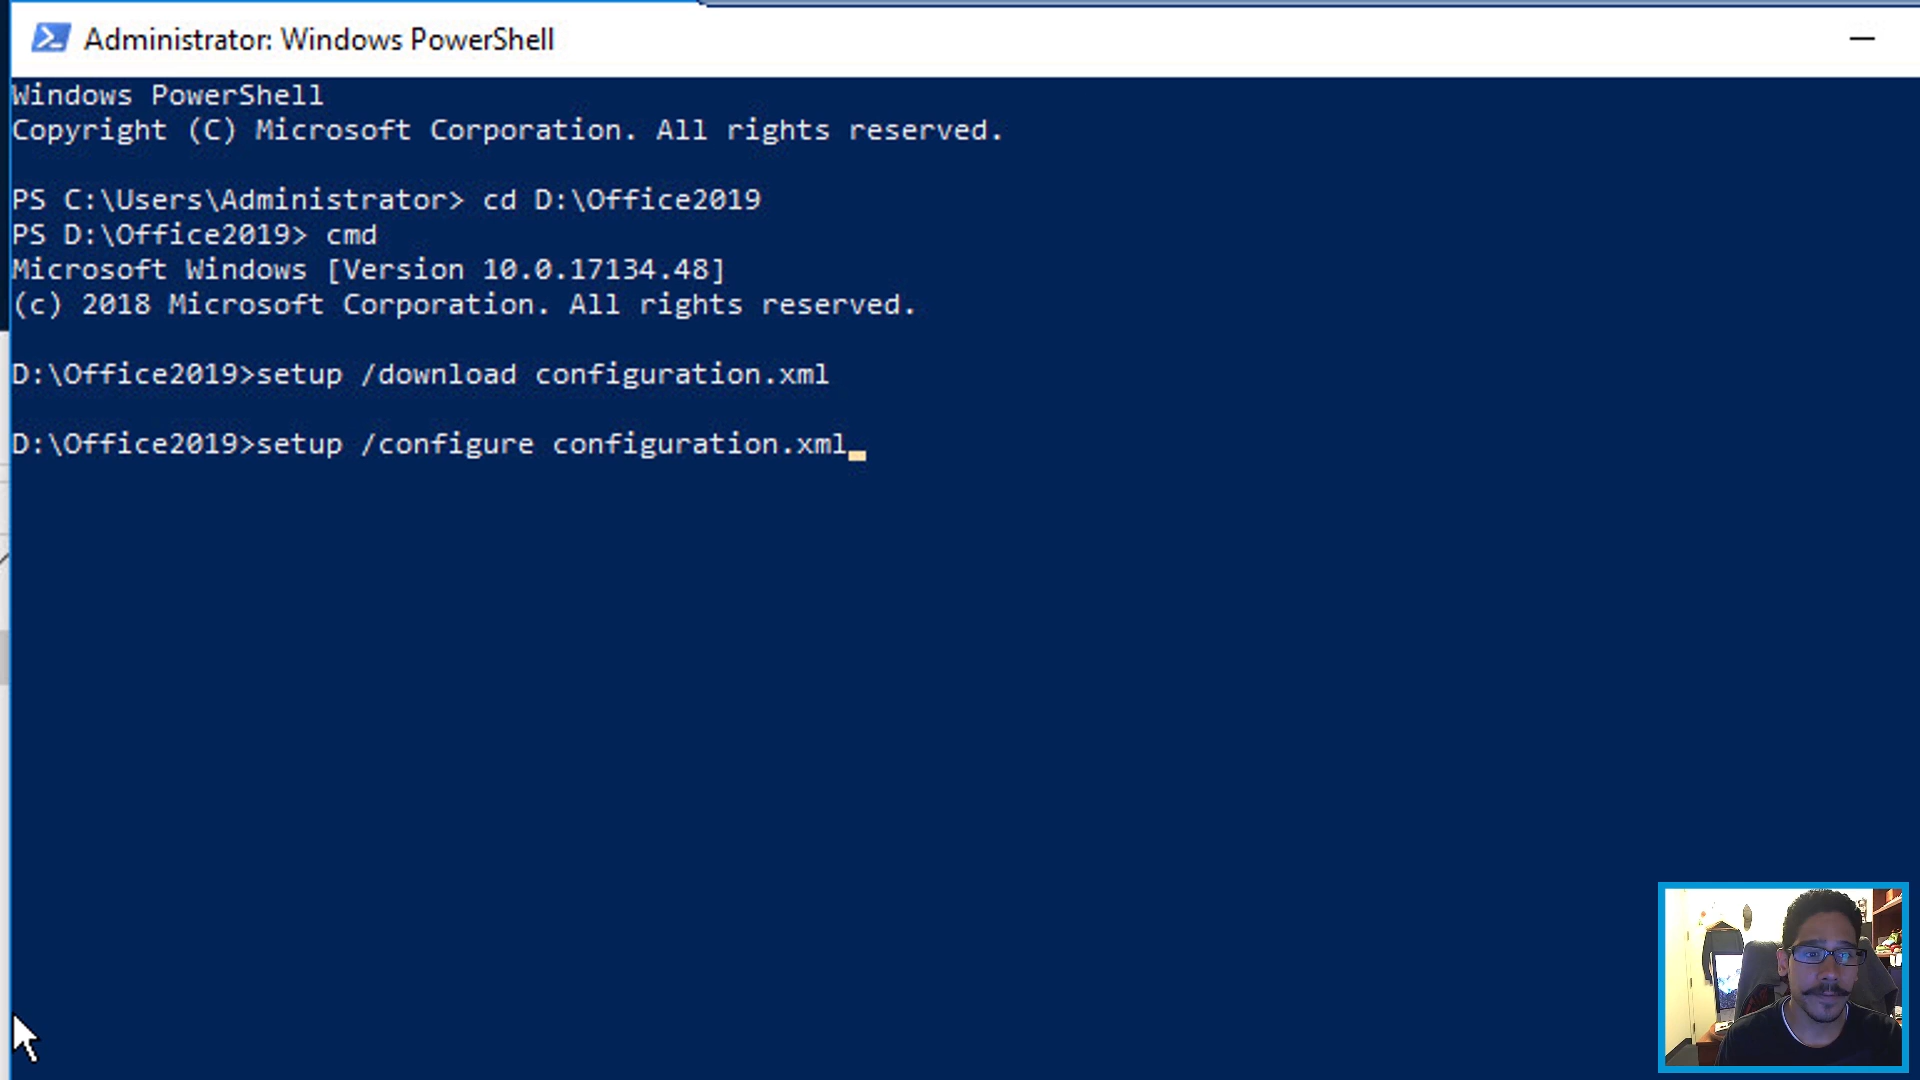 Administrator: Windows PowerShell
Windows PowerShell
Copyright (C) Microsoft Corporation. All rights reserved.
PS C:\Users\Administrator> cd D:\Office2019
PS D:\Office2019> cmd
Microsoft Windows [Version 10.0.17134.48]
(c) 2018 Microsoft Corporation. All rights reserved.
D:\Office2019>setup /download configuration.xml
D:\Office2019>setup /configure configuration.xml